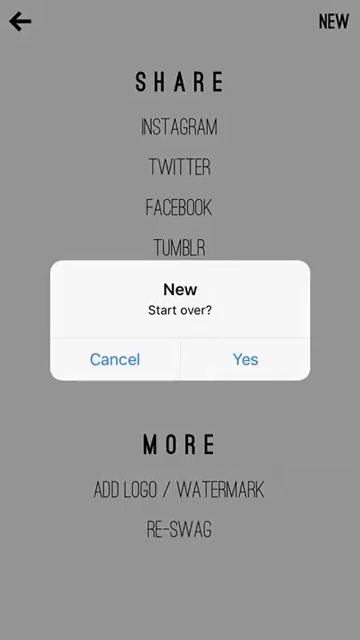 NEW
SHARE
INSTAGRAM
TWITTER
FACEBOOK
TUMBLR
New
Start over?
Cancel Yes
MORE
ADD LOGO / WATERMARK
RE-SWAG